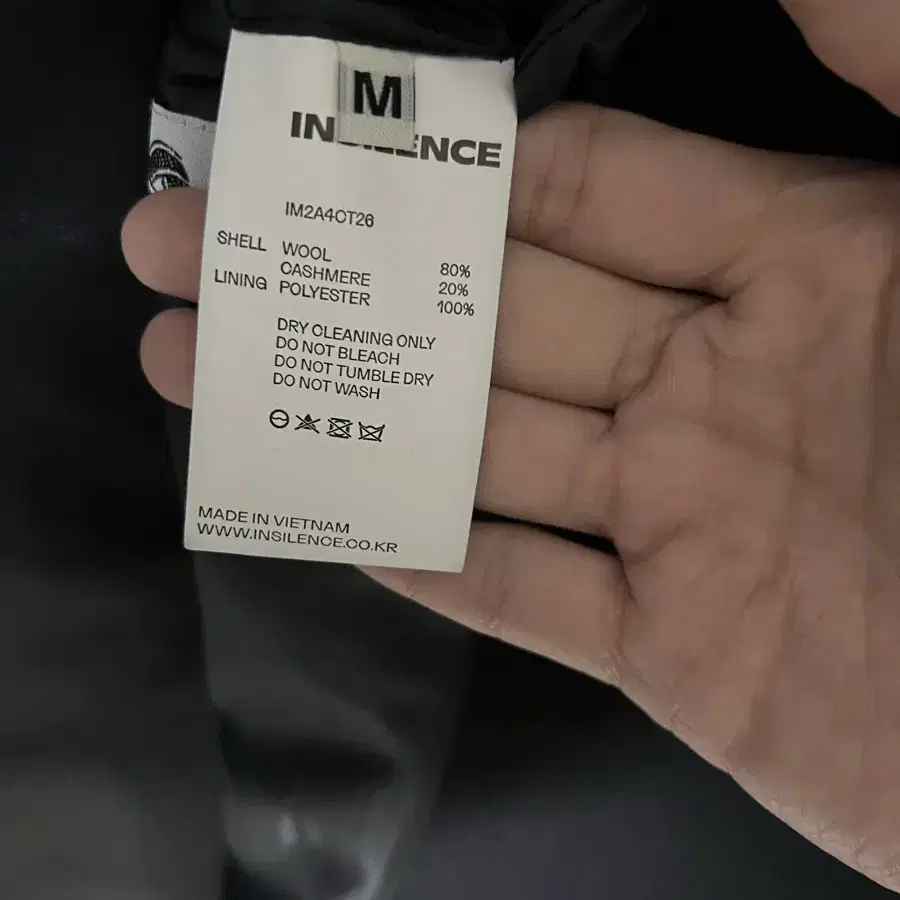 M
INSILENCE
IM2A4OT26
SHELL WOOL 80%
CASHMERE 20%
LINING POLYESTER 100%
DRY CLEANING ONLY
DO NOT BLEACH
DO NOT TUMBLE DRY
DO NOT WASH
MADE IN VIETNAM
WWW.INSILENCE.CO.KR